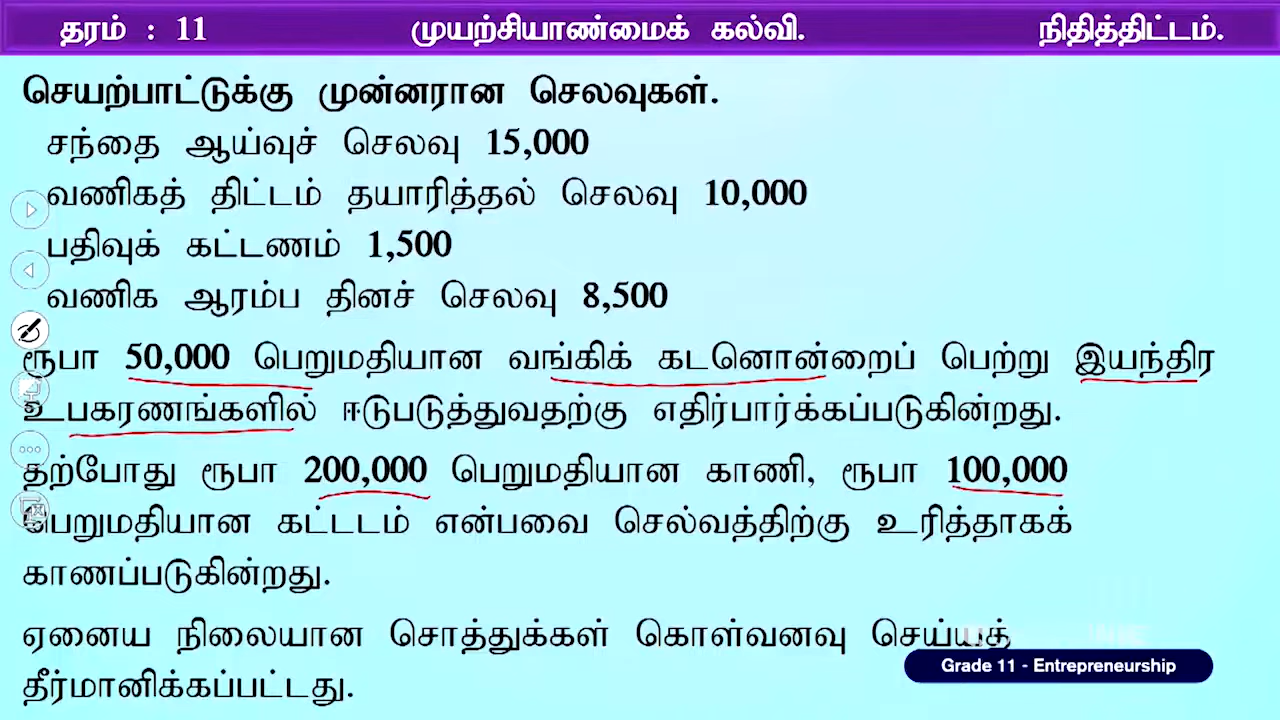 தரம் : 11 முயற்சியாண்மைக் கல்வி. நிதித்திட்டம்.
செயற்பாட்டுக்கு முன்னரான செலவுகள்.
சந்தை ஆய்வுச் செலவு 15,000
வணிகத் திட்டம் தயாரித்தல் செலவு 10,000
பதிவுக் கட்டணம் 1,500
வணிக ஆரம்ப தினச் செலவு 8,500
ரூபா 50,000 பெறுமதியான வங்கிக் கடனொன்றைப் பெற்று இயந்திர
உபகரணங்களில் ஈடுபடுத்துவதற்கு எதிர்பார்க்கப்படுகின்றது.
தற்போது ரூபா 200,000 பெறுமதியான காணி, ரூபா 100,000
பெறுமதியான கட்டடம் என்பவை செல்வத்திற்கு உரித்தாகக்
காணப்படுகின்றது.
ஏனைய நிலையான சொத்துக்கள் கொள்வனவு செய்யத்
தீர்மானிக்கப்பட்டது.
Grade 11 - Entrepreneurship